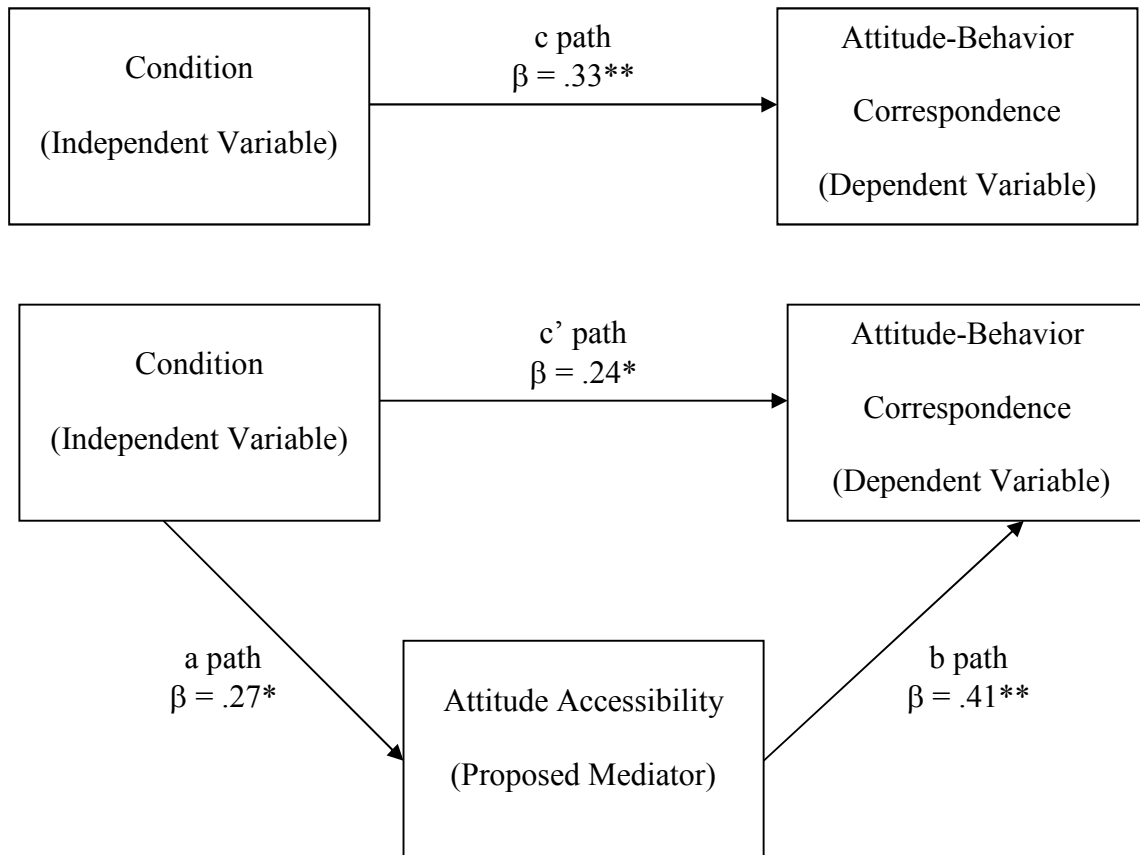 Condition
(Independent Variable)
c path
β = .33**
Attitude-Behavior
Correspondence
(Dependent Variable)
Condition
(Independent Variable)
c’ path
β = .24*
Attitude-Behavior
Correspondence
(Dependent Variable)
a path
β = .27*
Attitude Accessibility
(Proposed Mediator)
b path
β = .41**